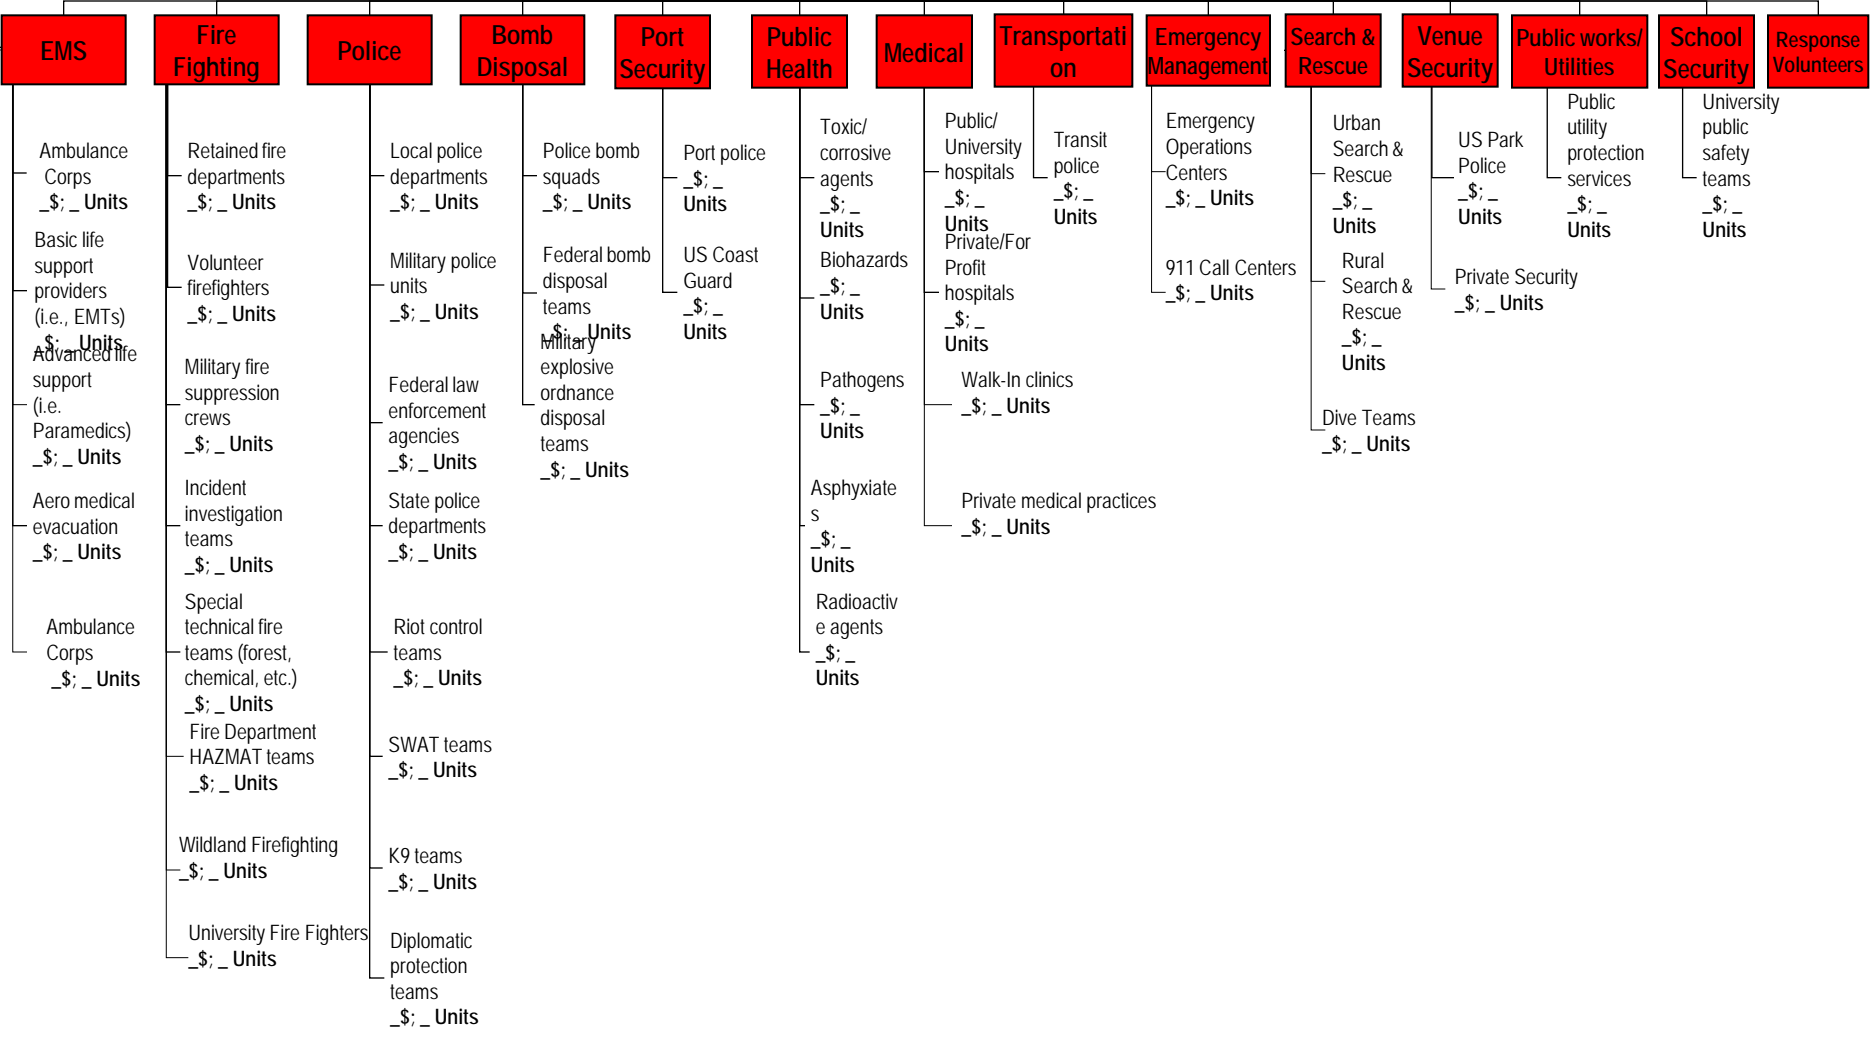 EMS
Fire
Fighting
Police
Bomb
Disposal
Port
Security
Public
Health
Medical
Transportati
on
Emergency
Management
Search &
Rescue
Venue
Security
Public works/
Utilities
School
Security
Response
Volunteers
Ambulance
Corps
_$; _ Units
Basic life
support
providers
(i.e., EMTs)
_$; _ Units
Advanced life
support
(i.e.
Paramedics)
_$; _ Units
Aero medical
evacuation
_$; _ Units
Ambulance
Corps
_$; _ Units
Retained fire
departments
_$; _ Units
Volunteer
firefighters
_$; _ Units
Military fire
suppression
crews
_$; _ Units
Incident
investigation
teams
_$; _ Units
Special
technical fire
teams (forest,
chemical, etc.)
_$; _ Units
Fire Department
HAZMAT teams
_$; _ Units
Wildland Firefighting
_$; _ Units
University Fire Fighters
_$; _ Units
Local police
departments
_$; _ Units
Military police
units
_$; _ Units
Federal law
enforcement
agencies
_$; _ Units
State police
departments
_$; _ Units
Riot control
teams
_$; _ Units
SWAT teams
_$; _ Units
K9 teams
_$; _ Units
Diplomatic
protection
teams
_$; _ Units
Police bomb
squads
_$; _ Units
Federal bomb
disposal
teams
_$; _ Units
Military
explosive
ordnance
disposal
teams
_$; _ Units
Port police
_$; _
Units
US Coast
Guard
_$; _
Units
Toxic/
corrosive
agents
_$; _
Units
Biohazards
_$; _
Units
Pathogens
_$; _
Units
Asphyxiate
s
_$; _
Units
Radioactiv
e agents
_$; _
Units
Public/
University
hospitals
_$; _
Units
Private/For
Profit
hospitals
_$; _
Units
Walk-In clinics
_$; _ Units
Private medical practices
_$; _ Units
Transit
police
_$; _
Units
Emergency
Operations
Centers
_$; _ Units
911 Call Centers
_$; _ Units
Urban
Search &
Rescue
_$; _
Units
Rural
Search &
Rescue
_$; _
Units
Dive Teams
_$; _ Units
US Park
Police
_$; _
Units
Private Security
_$; _ Units
Public
utility
protection
services
_$; _
Units
University
public
safety
teams
_$; _
Units